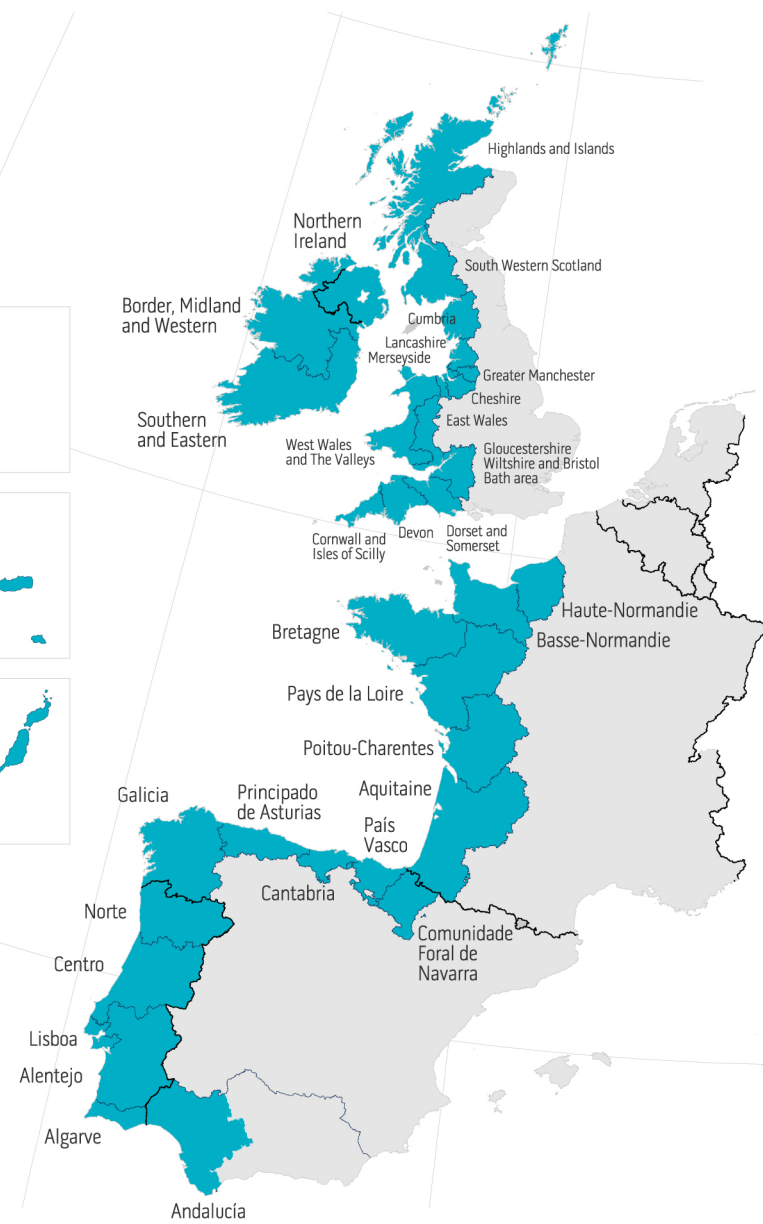 Highlands and Islands
Northern
Ireland
South Western Scotland
Border, Midland
and Western
Cumbria
Lancashire
Merseyside
Greater Manchester
Cheshire
Southern
and Eastern
East Wales
West Wales
and The Valleys
Gloucestershire
Wiltshire and Bristol
Bath area
Cornwall and
Isles of Scilly
Devon
Dorset and
Somerset
Haute-Normandie
Bretagne
Basse-Normandie
Pays de la Loire
Poitou-Charentes
Aquitaine
Galicia
Principado
de Asturias
País
Vasco
Cantabria
Norte
Comunidade
Foral de
Navarra
Centro
Lisboa
Alentejo
Algarve
Andalucía